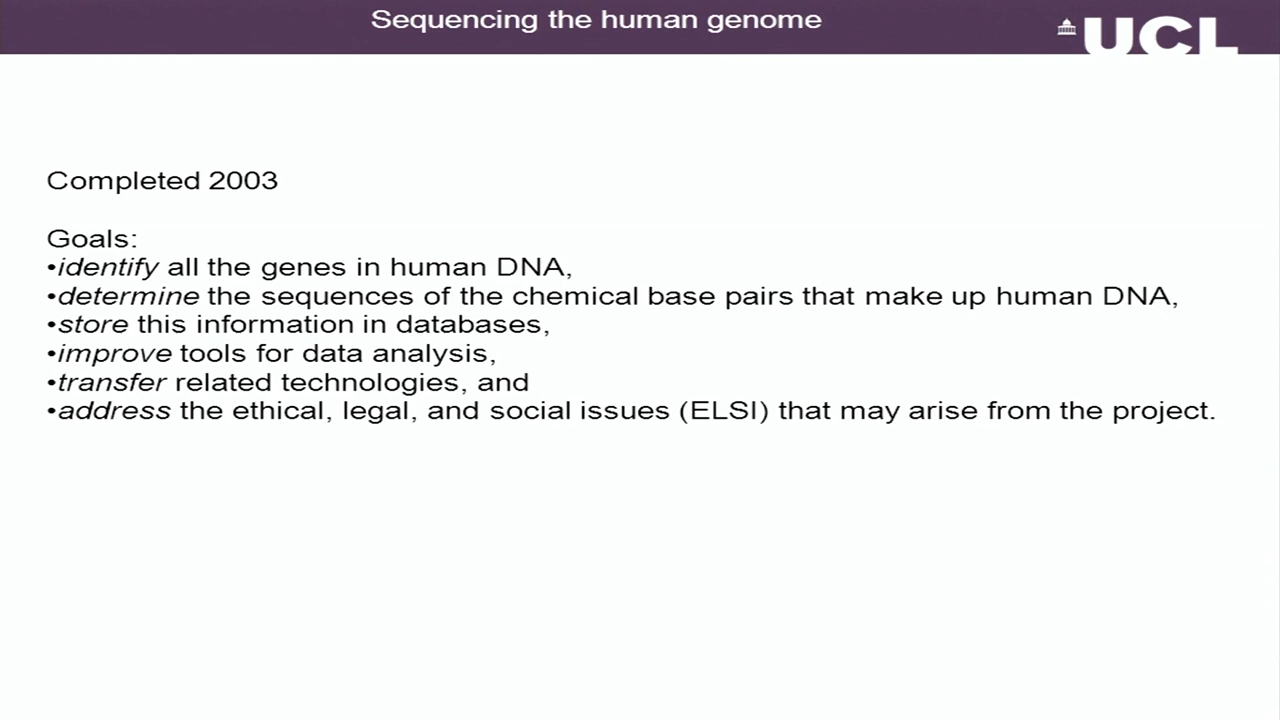 Sequencing the human genome
UCL
Completed 2003
Goals:
•identify all the genes in human DNA,
•determine the sequences of the chemical base pairs that make up human DNA,
•store this information in databases,
•improve tools for data analysis,
•transfer related technologies, and
•address the ethical, legal, and social issues (ELSI) that may arise from the project.